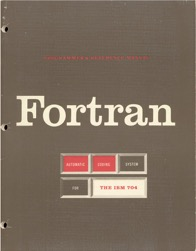 Fortran
AUTOMATIC CODING SYSTEM
FOR THE IBM 704